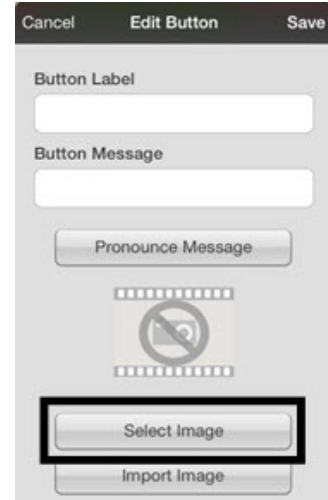 Cancel Edit Button Save
Button Label
Button Message
Pronounce Message
Select Image
Import Image